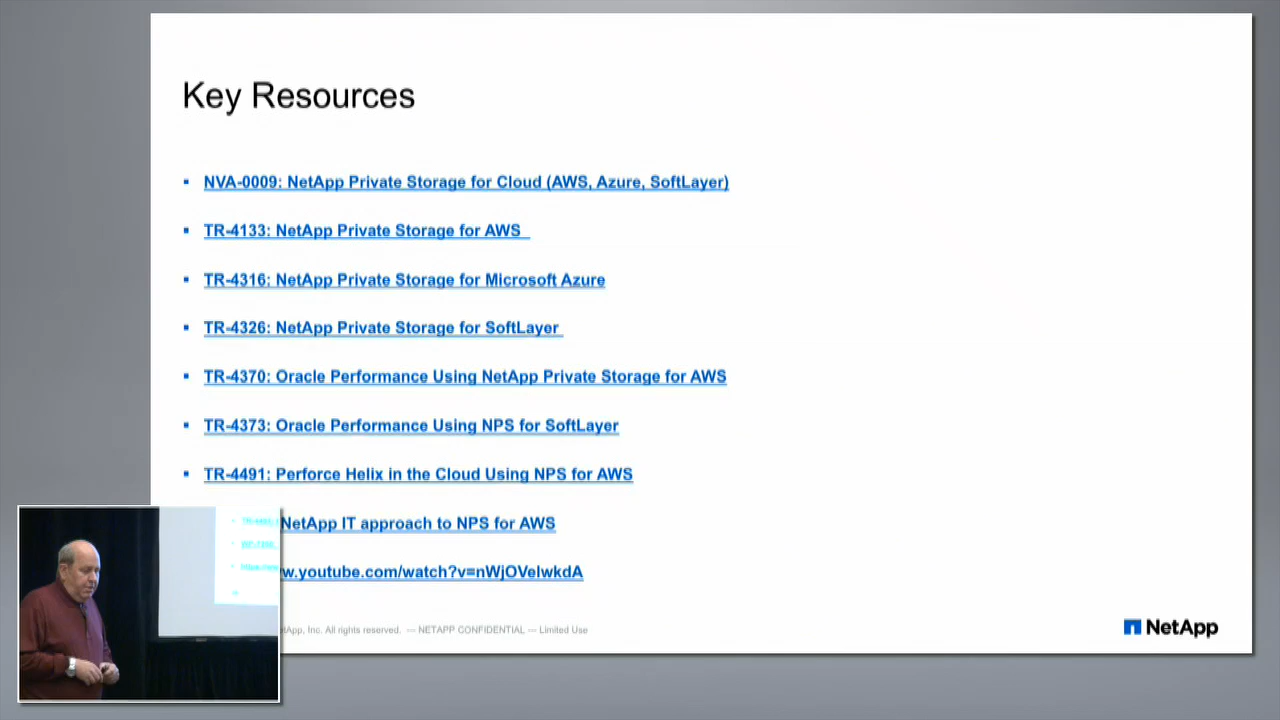 Key Resources
NVA-0009: NetApp Private Storage for Cloud (AWS, Azure, SoftLayer)
TR-4133: NetApp Private Storage for AWS
TR-4316: NetApp Private Storage for Microsoft Azure
TR-4326: NetApp Private Storage for SoftLayer
TR-4370: Oracle Performance Using NetApp Private Storage for AWS
TR-4373: Oracle Performance Using NPS for SoftLayer
TR-4491: Perforce Helix in the Cloud Using NPS for AWS
NetApp IT approach to NPS for AWS
w.youtube.com/watch?v=nWjOVelwkdA
tApp, Inc. All rights reserved. --- NETAPP CONFIDENTIAL --- Limited Use
NetApp